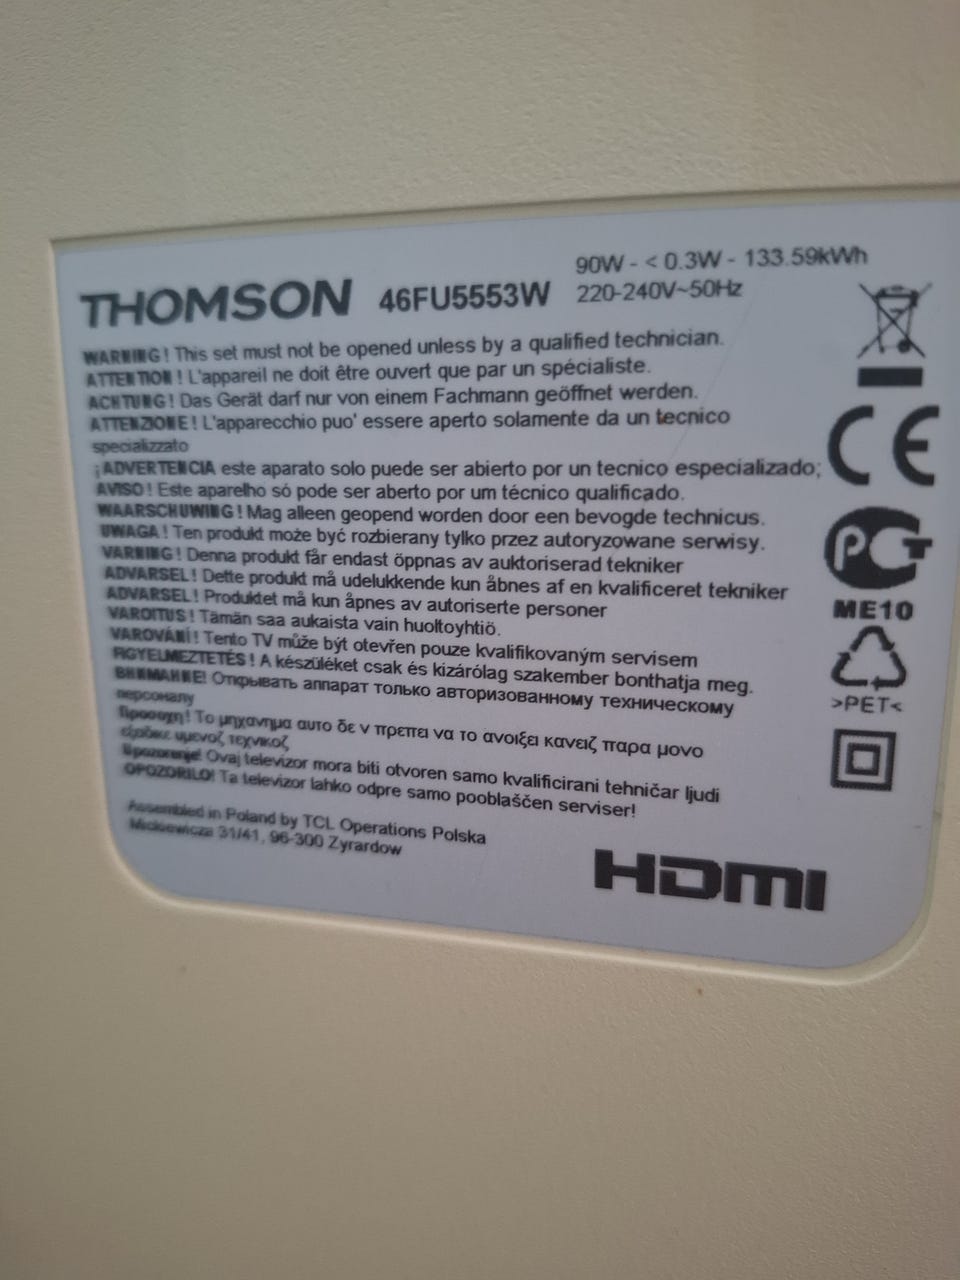 THOMSON 46FU5553W
90W - < 0.3W - 133.59kWh
220-240V~50Hz
WARNING! This set must not be opened unless by a qualified technician.
ATTENTION! L'appareil ne doit être ouvert que par un spécialiste.
ACHTUNG! Das Gerät darf nur von einem Fachmann geöffnet werden.
ATTENZIONE! L'apparecchio puo' essere aperto solamente da un tecnico
specializzato
¡ADVERTENCIA este aparato solo puede ser abierto por un tecnico especializado;
AVISO! Este aparelho só pode ser aberto por um técnico qualificado.
WAARSCHUWING! Mag alleen geopend worden door een bevogde technicus.
UWAGA! Ten produkt może być rozbierany tylko przez autoryzowane serwisy.
VARNING! Denna produkt får endast öppnas av auktoriserad tekniker
ADVARSEL! Dette produkt må udelukkende kun åbnes af en kvalificeret tekniker
ADVARSEL! Produktet må kun åpnes av autoriserte personer
VAROITUS! Tämän saa aukaista vain huoltoyhtiö.
VAROVÁNÍ! Tento TV může být otevřen pouze kvalifikovaným servisem
FIGYELMEZTETÉS! A készüléket csak és kizárólag szakember bonthatja meg.
ВНИМАНИЕ! Открывать аппарат только авторизованному техническому
персоналу
Προσοχη! Το μηχανημα αυτο δε ν πρεπει να το ανοιξει κανειζ παρα μονο
εξειδικε υμενοζ τεχνικοζ
Upozorenje! Ovaj televizor mora biti otvoren samo kvalificirani tehničar ljudi
OPOZORILO! Ta televizor lahko odpre samo pooblaščen serviser!
Assembled in Poland by TCL Operations Polska
Mickiewicza 31/41, 96-300 Zyrardow
HDMI
CE
PCT
ME10
>PET<